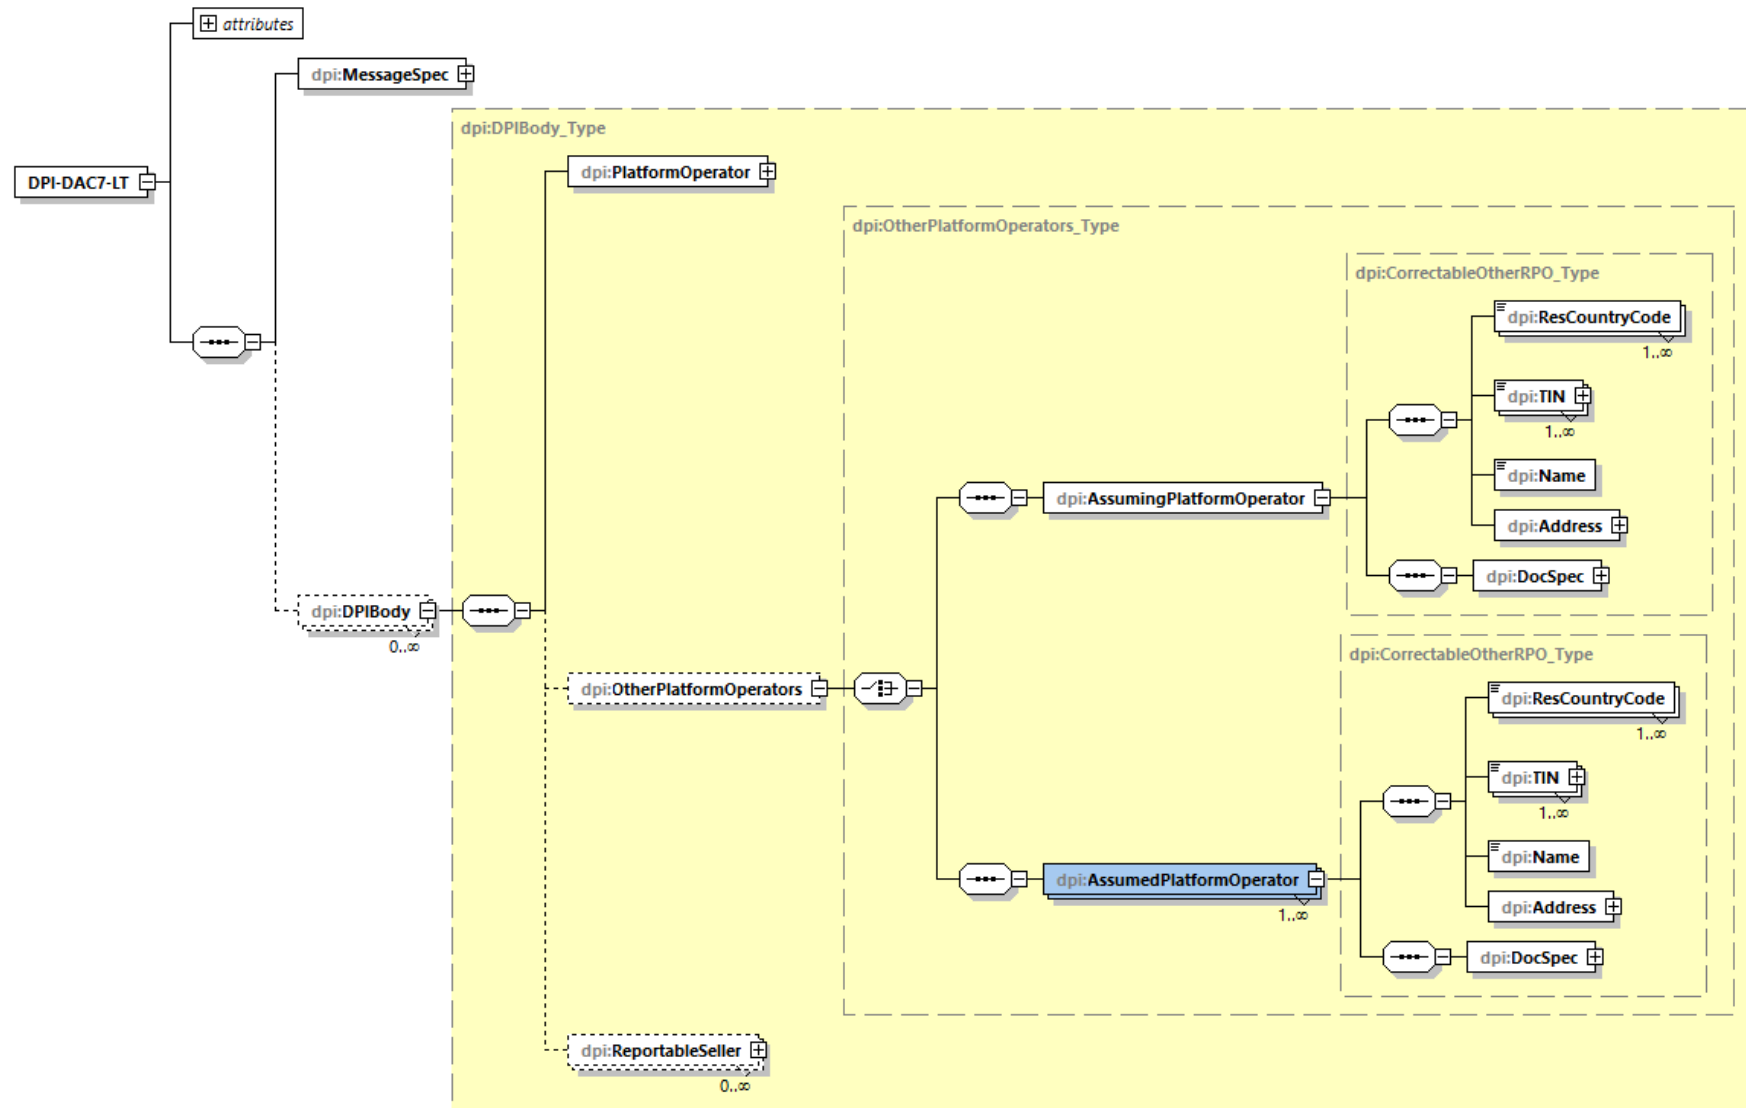 attributes
dpi:MessageSpec
dpi:DPIBody_Type
dpi:PlatformOperator
DPI-DAC7-LT
dpi:OtherPlatformOperators_Type
dpi:CorrectableOtherRPO_Type
dpi:ResCountryCode
1..∞
dpi:TIN
1..∞
dpi:Name
dpi:AssumingPlatformOperator
dpi:Address
dpi:DocSpec
dpi:DPIBody
0..∞
dpi:CorrectableOtherRPO_Type
dpi:OtherPlatformOperators
dpi:ResCountryCode
1..∞
dpi:TIN
1..∞
dpi:Name
dpi:AssumedPlatformOperator
1..∞
dpi:Address
dpi:DocSpec
dpi:ReportableSeller
0..∞